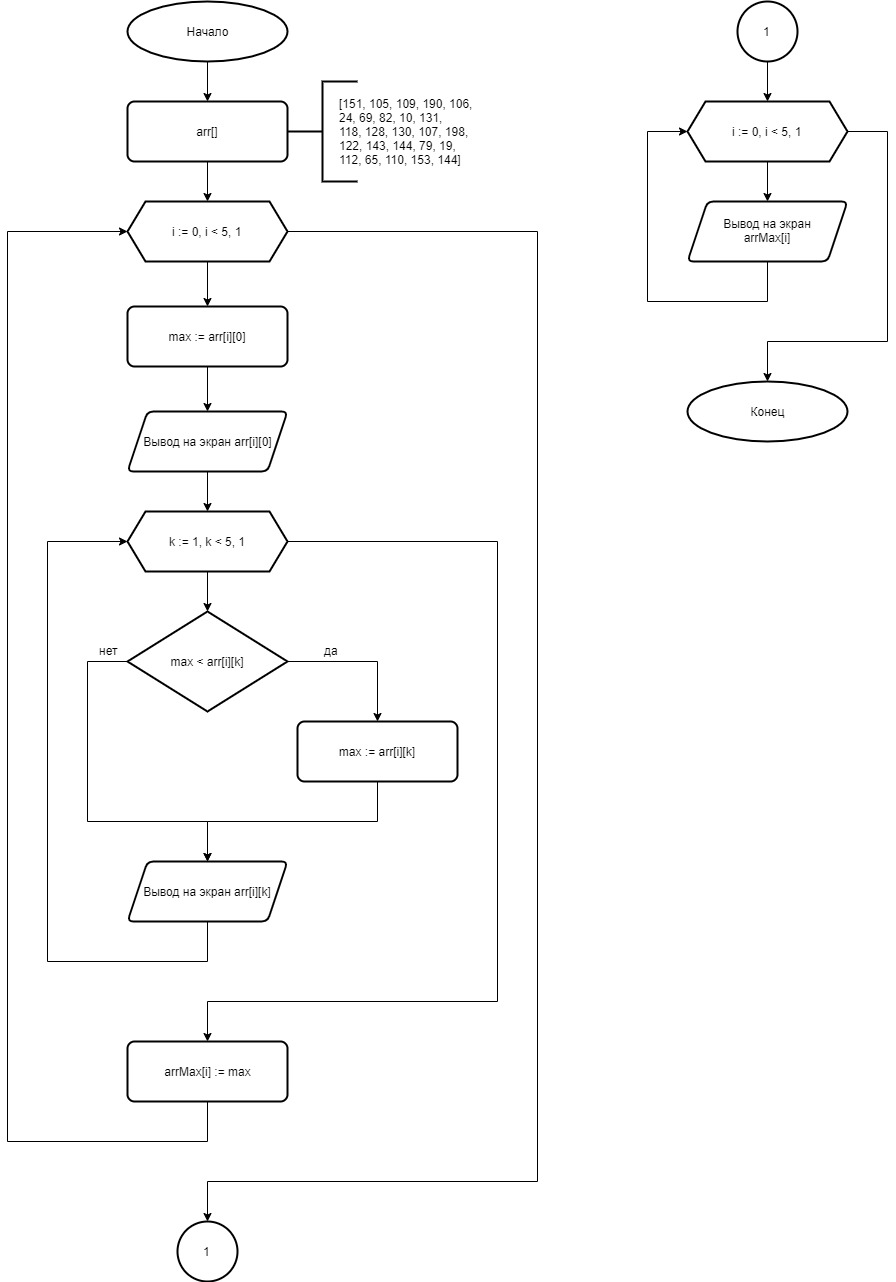 Начало
arr[]
[151, 105, 109, 190, 106,
24, 69, 82, 10, 131,
118, 128, 130, 107, 198,
122, 143, 144, 79, 19,
112, 65, 110, 153, 144]
i := 0, i < 5, 1
max := arr[i][0]
Вывод на экран arr[i][0]
k := 1, k < 5, 1
max < arr[i][k]
нет
да
max := arr[i][k]
Вывод на экран arr[i][k]
arrMax[i] := max
1
1
i := 0, i < 5, 1
Вывод на экран
arrMax[i]
Конец